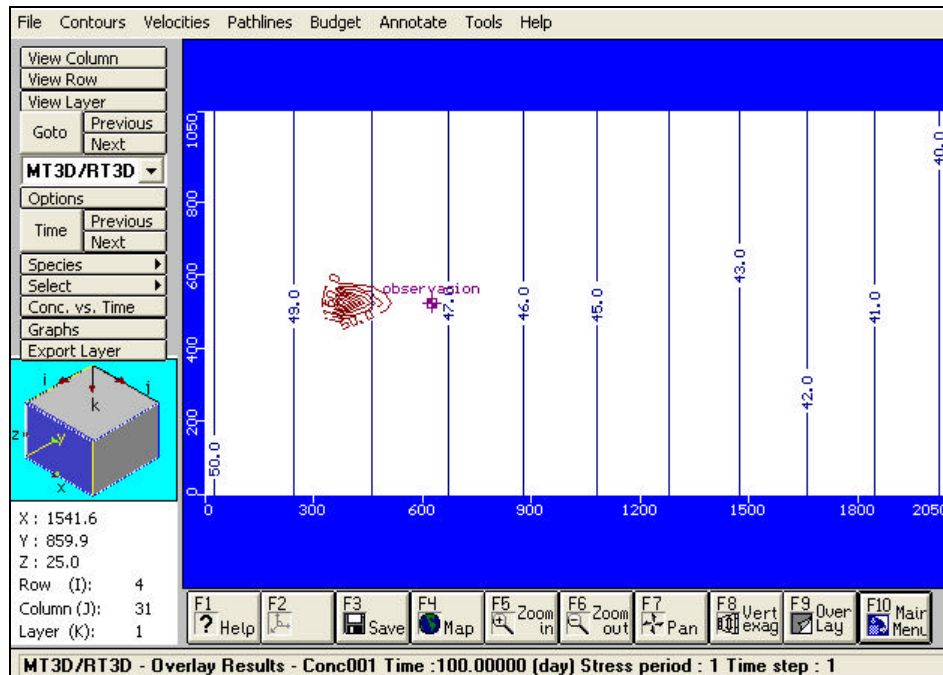 File Contours Velocities Pathlines Budget Annotate Tools Help
View Column
View Row
View Layer
Goto
Previous
Next
MT3D/RT3D
Options
Time
Previous
Next
Species
Select
Conc. vs. Time
Graphs
Export Layer
i
j
k
z
y
x
X : 1541.6
Y : 859.9
Z : 25.0
Row (I): 4
Column (J): 31
Layer (K): 1
1050
800
600
400
200
0
0 300 600 900 1200 1500 1800 2050
50.0
49.0
observasion
47.0
46.0
45.0
43.0
42.0
41.0
40.0
50.0
F1 ? Help
F2
F3 Save
F4 Map
F5 Zoom in
F6 Zoom out
F7 Pan
F8 Vert exag
F9 Over Lay
F10 Mair Menu
MT3D/RT3D - Overlay Results - Conc001 Time :100.00000 (day) Stress period : 1 Time step : 1